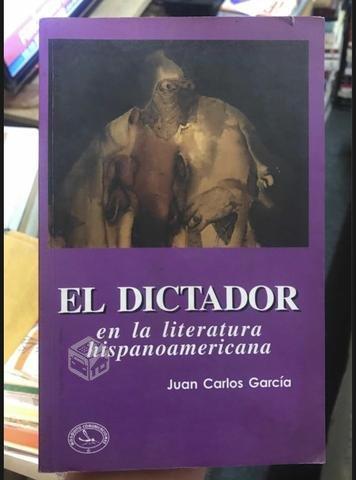 EL DICTADOR
en la literatura
hispanoamericana
Juan Carlos García